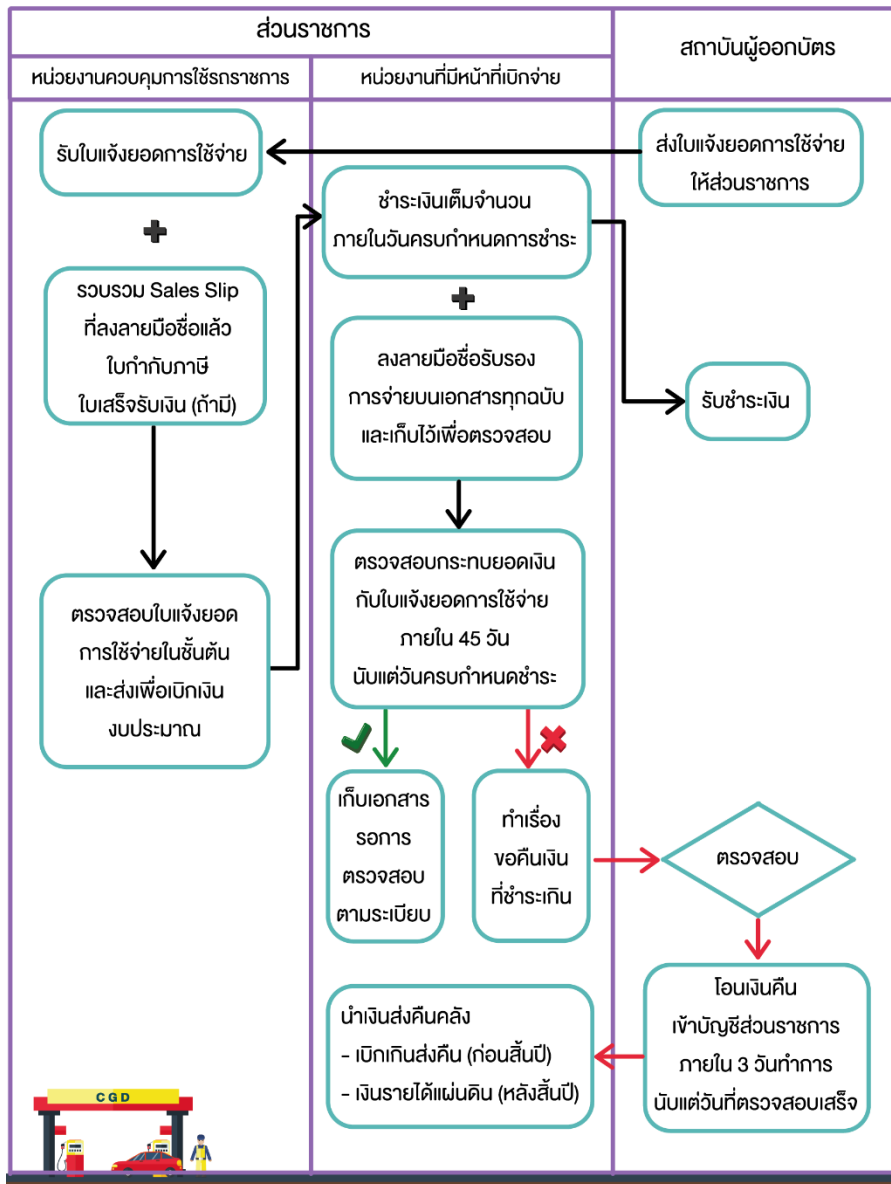 ส่วนราชการ
สถาบันผู้ออกบัตร
หน่วยงานควบคุมการใช้รถราชการ
หน่วยงานที่มีหน้าที่เบิกจ่าย
รับใบแจ้งยอดการใช้จ่าย
ส่งใบแจ้งยอดการใช้จ่าย
ให้ส่วนราชการ
+
รวบรวม Sales Slip
ที่ลงลายมือชื่อแล้ว
ใบกำกับภาษี
ใบเสร็จรับเงิน (ถ้ามี)
ตรวจสอบใบแจ้งยอด
การใช้จ่ายในชั้นต้น
และส่งเพื่อเบิกเงิน
งบประมาณ
ชำระเงินเต็มจำนวน
ภายในวันครบกำหนดการชำระ
+
ลงลายมือชื่อรับรอง
การจ่ายบนเอกสารทุกฉบับ
และเก็บไว้เพื่อตรวจสอบ
รับชำระเงิน
ตรวจสอบกระทบยอดเงิน
กับใบแจ้งยอดการใช้จ่าย
ภายใน 45 วัน
นับแต่วันครบกำหนดชำระ
เก็บเอกสาร
รอการ
ตรวจสอบ
ตามระเบียบ
ทำเรื่อง
ขอคืนเงิน
ที่ชำระเกิน
ตรวจสอบ
โอนเงินคืน
เข้าบัญชีส่วนราชการ
ภายใน 3 วันทำการ
นับแต่วันที่ตรวจสอบเสร็จ
นำเงินส่งคืนคลัง
- เบิกเกินส่งคืน (ก่อนสิ้นปี)
- เงินรายได้แผ่นดิน (หลังสิ้นปี)
CGD